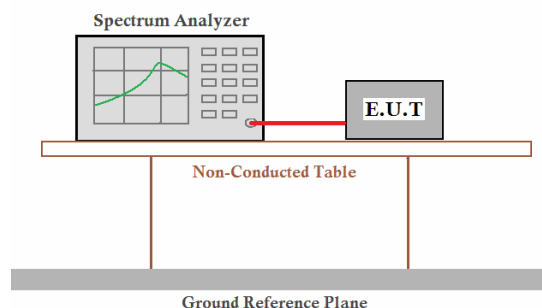 Spectrum Analyzer
E.U.T
Non-Conducted Table
Ground Reference Plane